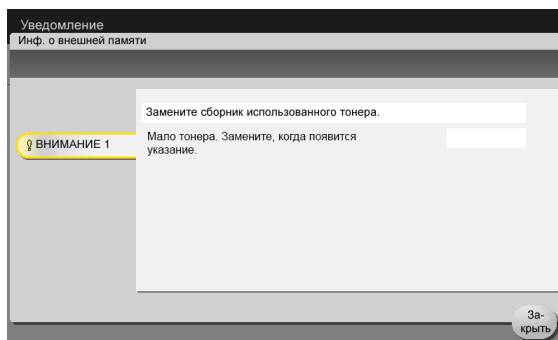 Уведомление
Инф. о внешней памяти
Замените сборник использованного тонера.
ВНИМАНИЕ 1
Мало тонера. Замените, когда появится
указание.
За-
крыть